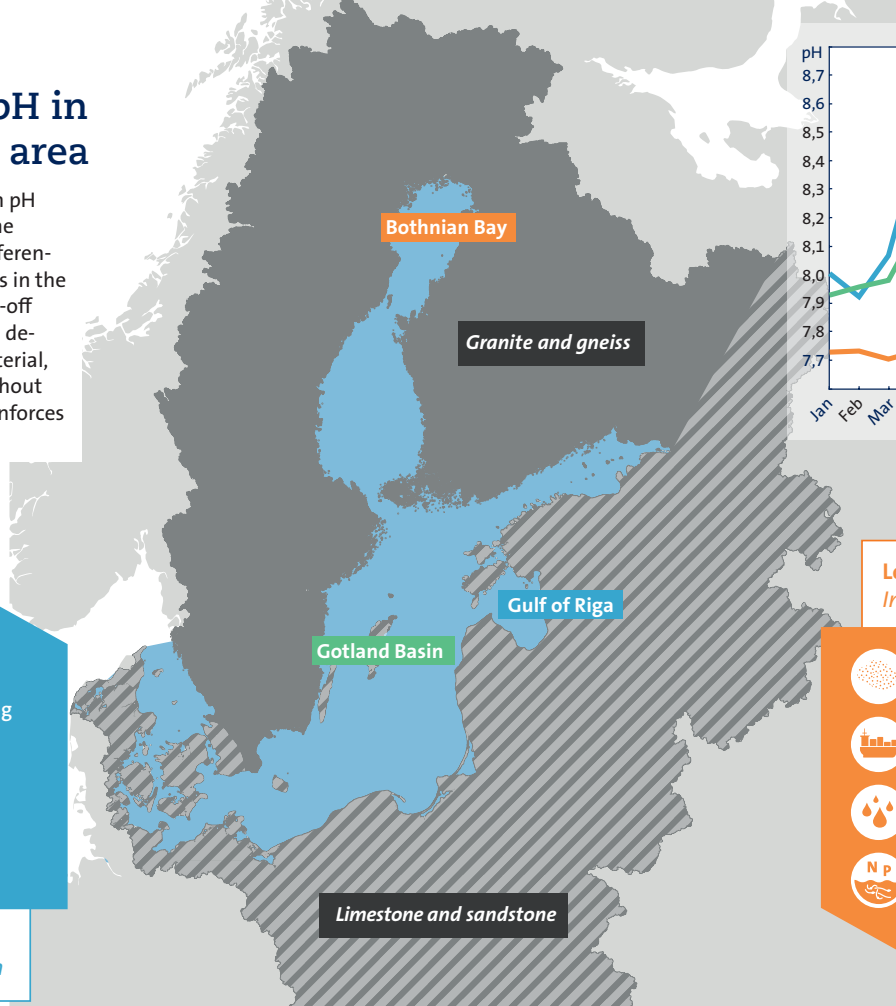 pH in
area
n pH
ne
feren-
s in the
-off
de-
terial,
hout
nforces
Bothnian Bay
Granite and gneiss
Gulf of Riga
Gotland Basin
Limestone and sandstone
pH
8,7
8,6
8,5
8,4
8,3
8,2
8,1
8,0
7,9
7,8
7,7
Jan
Feb
Mar
g
L
In
N P